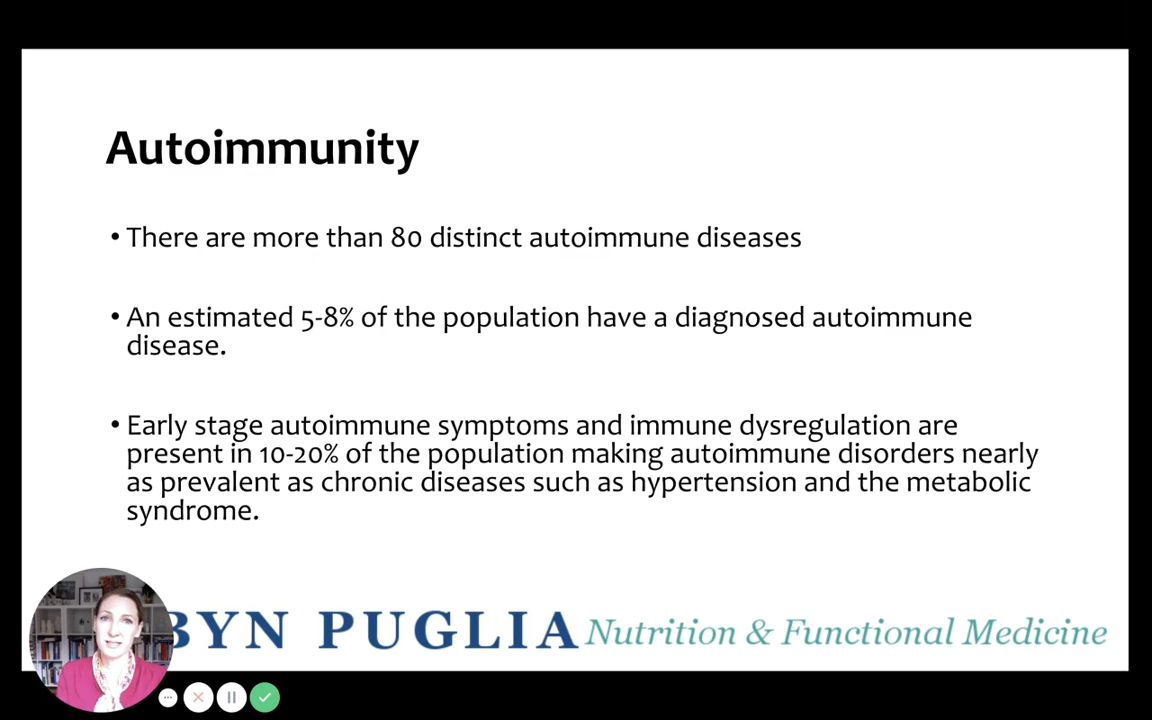 Autoimmunity
• There are more than 80 distinct autoimmune diseases
• An estimated 5-8% of the population have a diagnosed autoimmune
disease.
• Early stage autoimmune symptoms and immune dysregulation are
present in 10-20% of the population making autoimmune disorders nearly
as prevalent as chronic diseases such as hypertension and the metabolic
syndrome.
BYN PUGLIA Nutrition & Functional Medicine